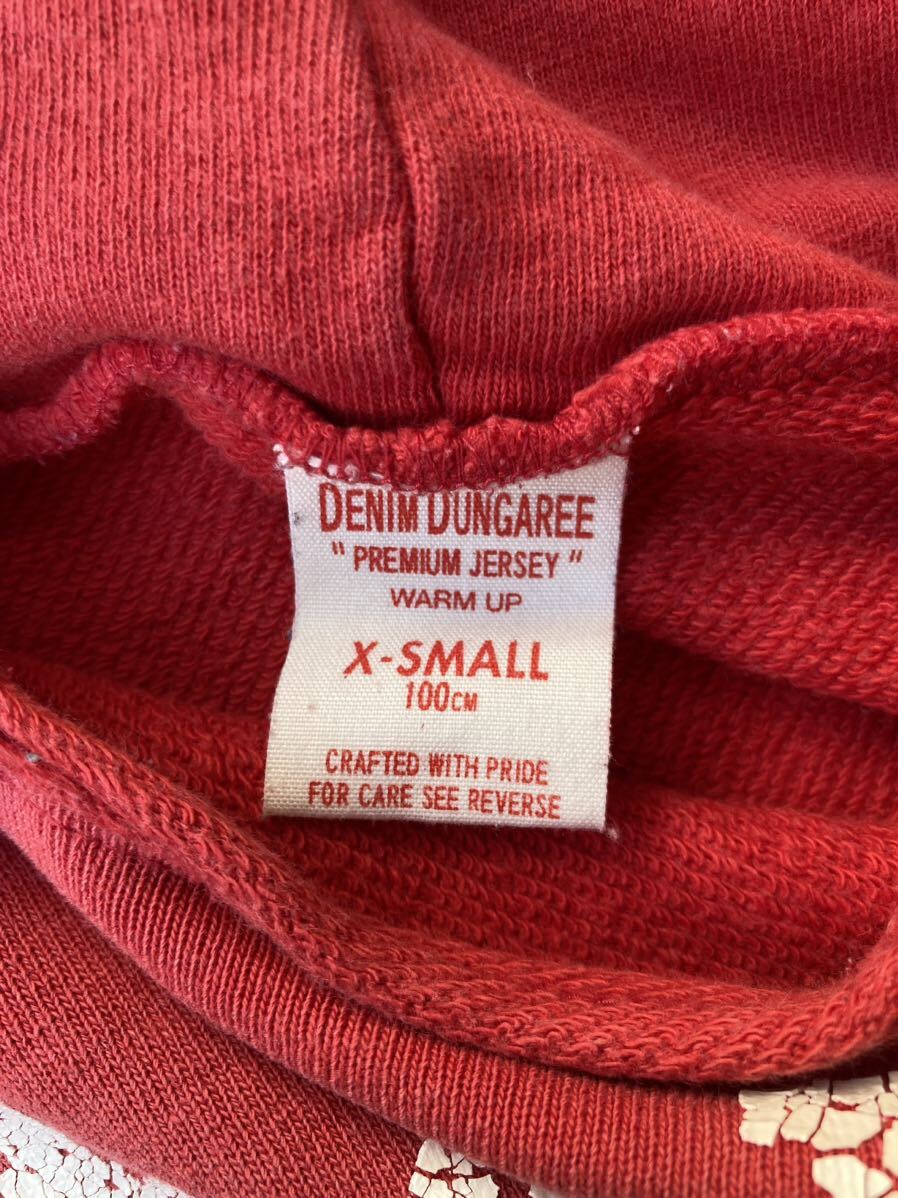 DENIM DUNGAREE
" PREMIUM JERSEY "
WARM UP
X-SMALL
100CM
CRAFTED WITH PRIDE
FOR CARE SEE REVERSE